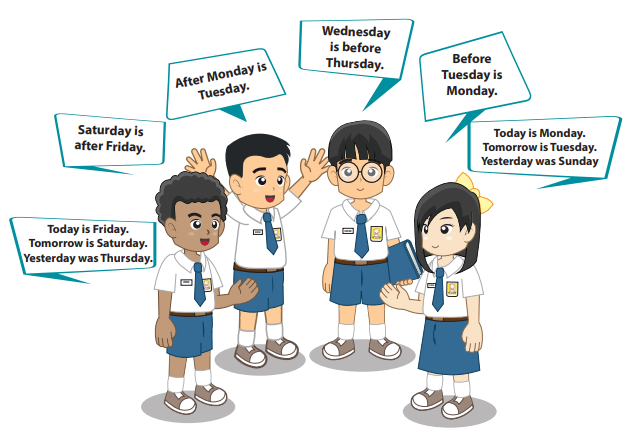 Wednesday
is before
Thursday.
After Monday is
Tuesday.
Before
Tuesday is
Monday.
Saturday is
after Friday.
Today is Monday.
Tomorrow is Tuesday.
Yesterday was Sunday
Today is Friday.
Tomorrow is Saturday.
Yesterday was Thursday.